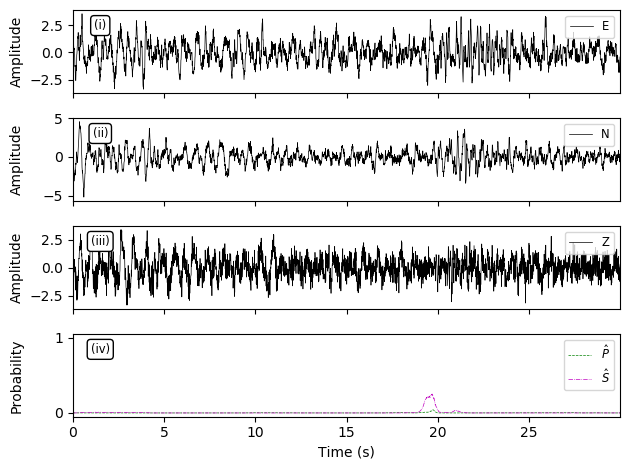 (i)
E
Amplitude
2.5
0.0
−2.5
(ii)
N
Amplitude
5
0
−5
(iii)
Z
Amplitude
2.5
0.0
−2.5
(iv)
P̂
Ŝ
Probability
1
0
0 5 10 15 20 25
Time (s)